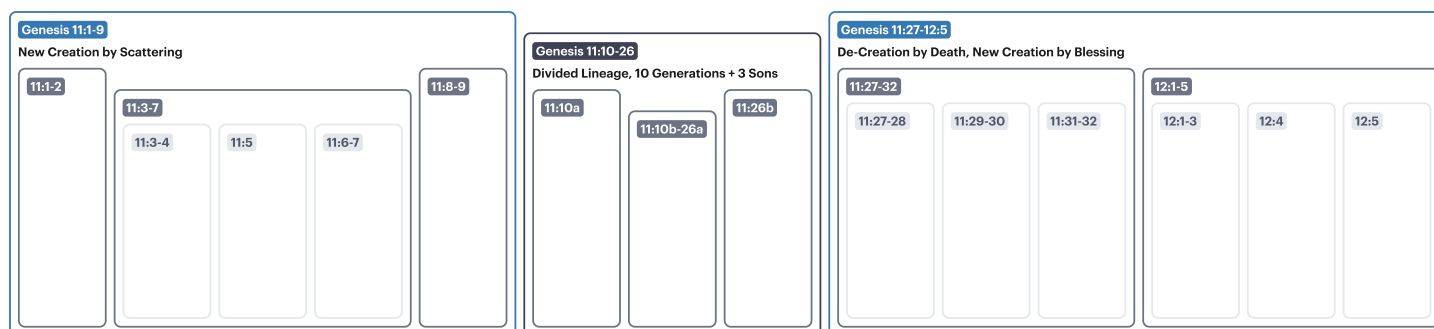 Genesis 11:1-9
New Creation by Scattering
11:1-2
11:3-7
11:3-4
11:5
11:6-7
11:8-9
Genesis 11:10-26
Divided Lineage, 10 Generations + 3 Sons
11:10a
11:10b-26a
11:26b
Genesis 11:27-12:5
De-Creation by Death, New Creation by Blessing
11:27-32
11:27-28
11:29-30
11:31-32
12:1-5
12:1-3
12:4
12:5